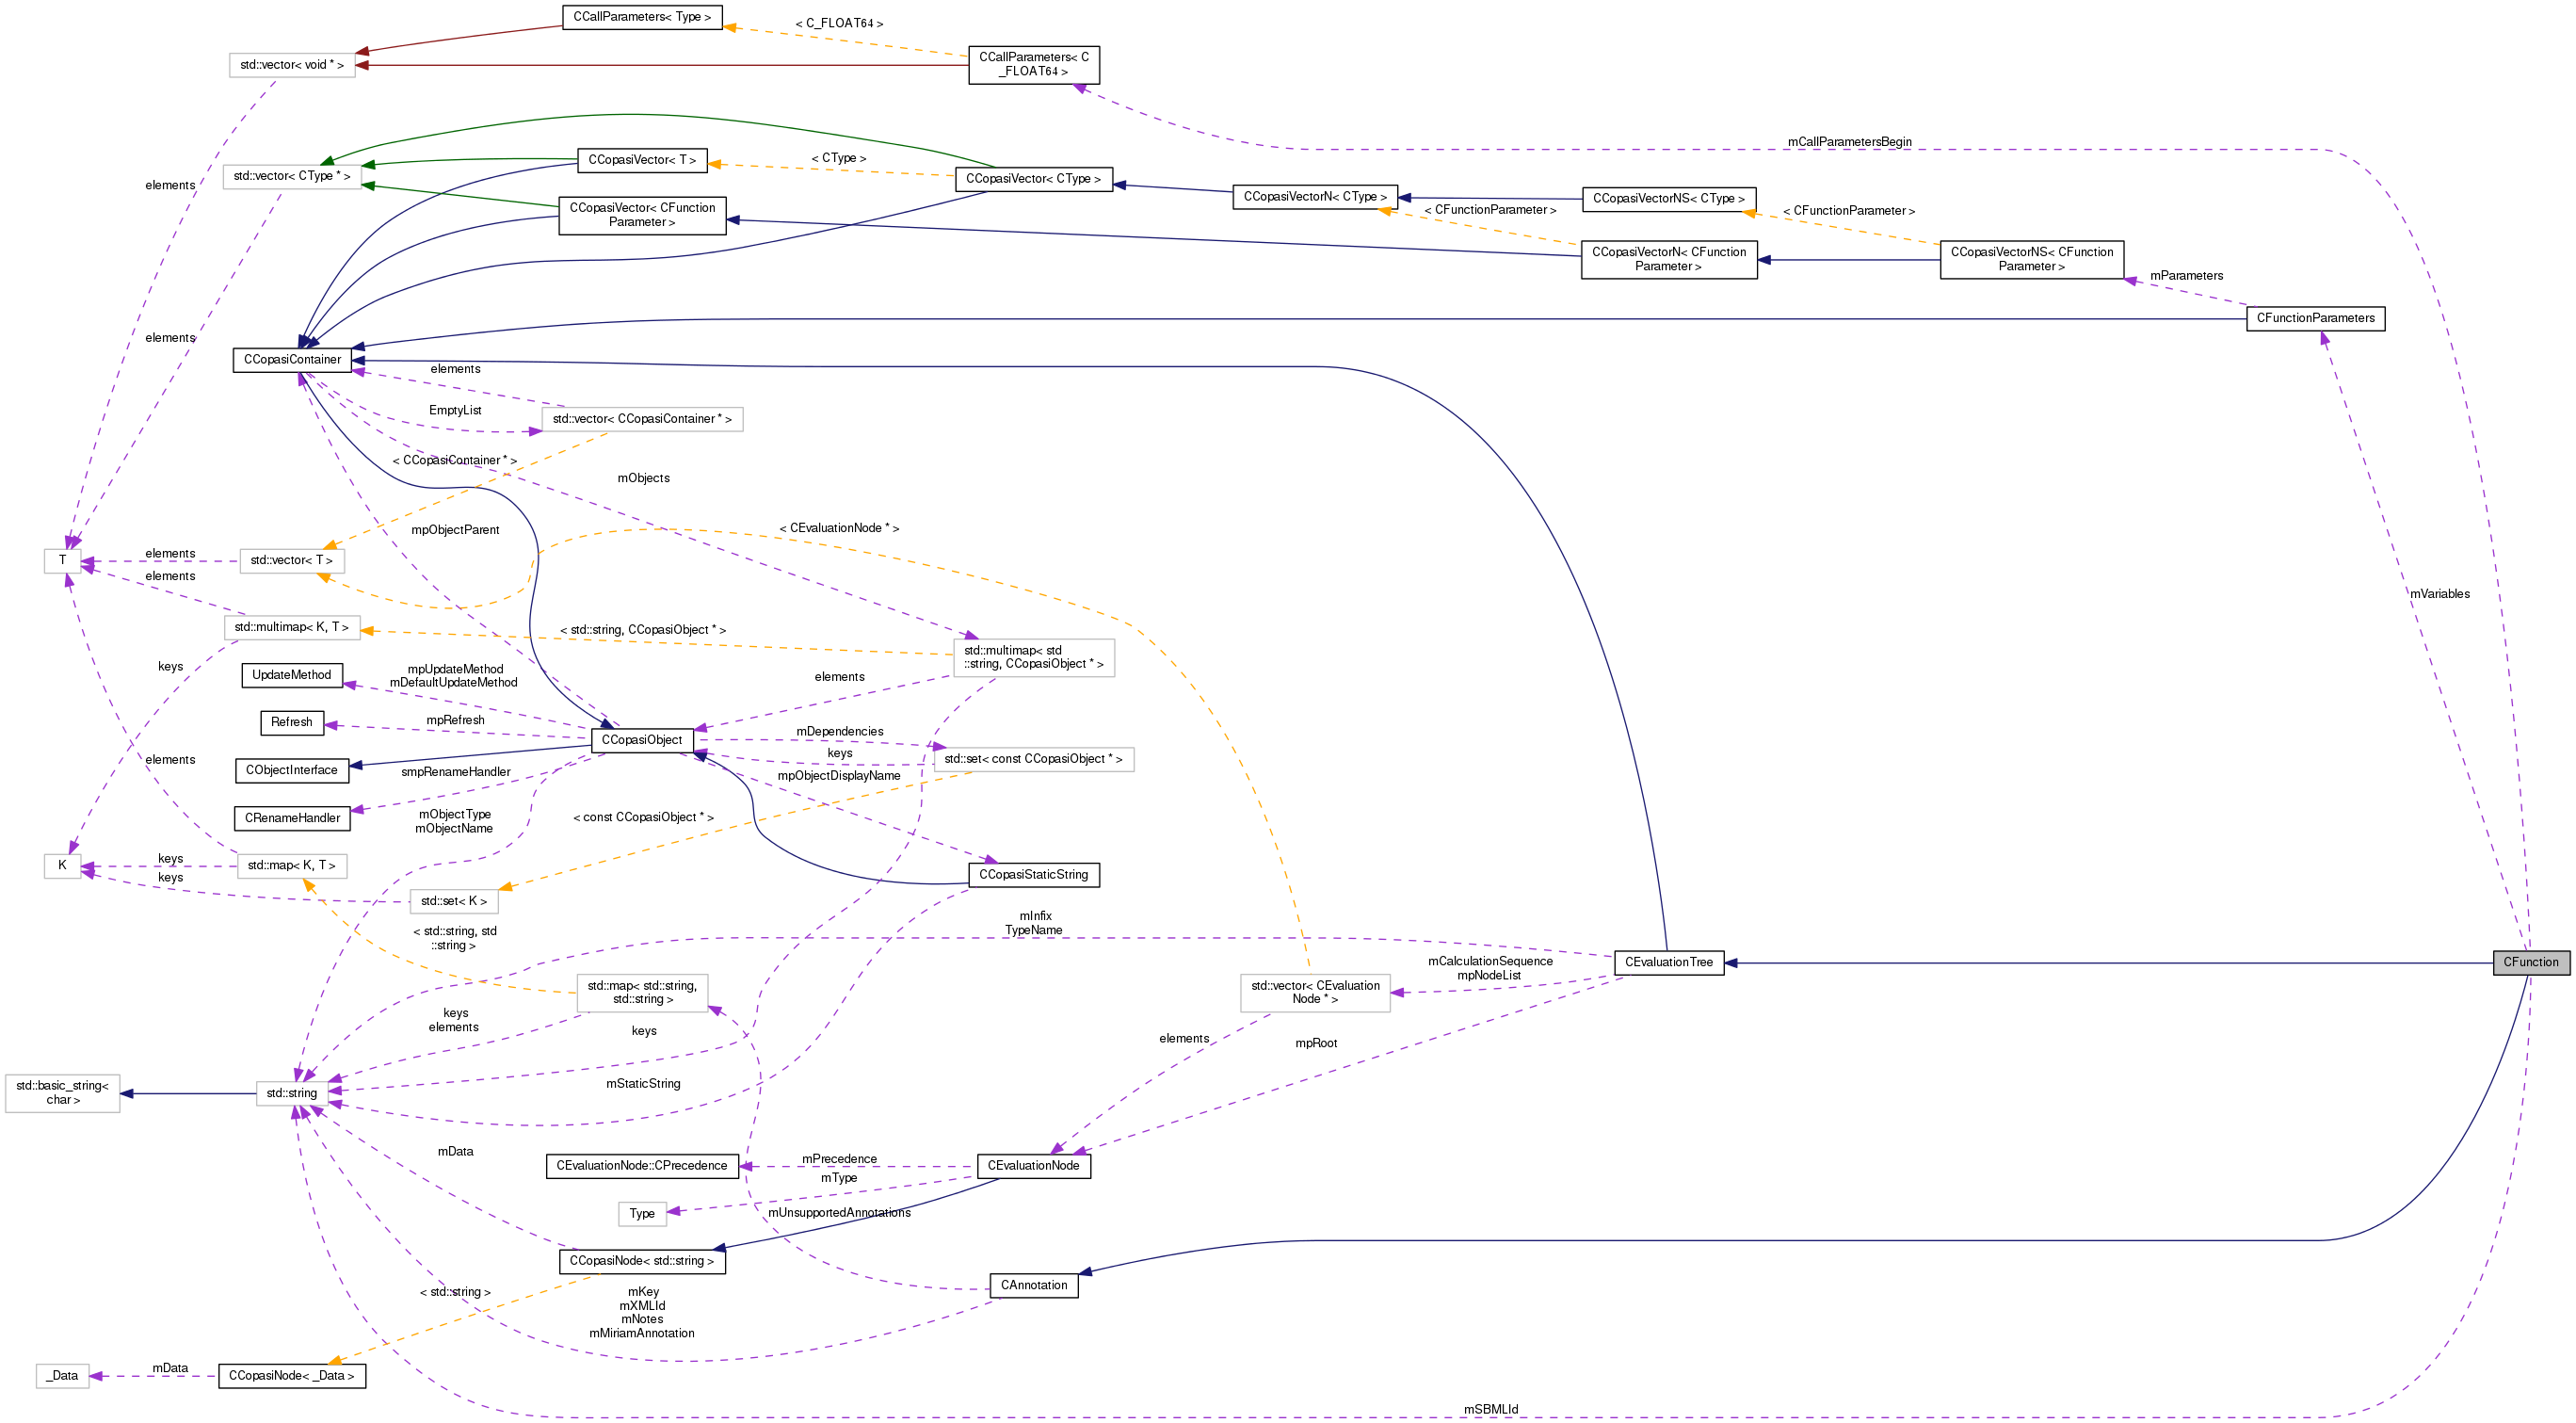 CCallParameters< Type >
< C_FLOAT64 >
std::vector< void * >
CCallParameters< C
_FLOAT64 >
mCallParametersBegin
elements
std::vector< CType * >
CCopasiVector< T >
< CType >
CCopasiVector< CType >
CCopasiVector< CFunction
Parameter >
CCopasiVectorN< CType >
< CFunctionParameter >
CCopasiVectorNS< CType >
< CFunctionParameter >
CCopasiVectorN< CFunction
Parameter >
CCopasiVectorNS< CFunction
Parameter >
mParameters
CFunctionParameters
elements
CCopasiContainer
elements
EmptyList
std::vector< CCopasiContainer * >
< CCopasiContainer * >
mObjects
mpObjectParent
< CEvaluationNode * >
T
elements
std::vector< T >
elements
mVariables
std::multimap< K, T >
< std::string, CCopasiObject * >
std::multimap< std
::string, CCopasiObject * >
keys
UpdateMethod
mpUpdateMethod
mDefaultUpdateMethod
elements
Refresh
mpRefresh
CCopasiObject
mDependencies
keys
std::set< const CCopasiObject * >
elements
CObjectInterface
smpRenameHandler
mpObjectDisplayName
CRenameHandler
mObjectType
mObjectName
< const CCopasiObject * >
K
keys
std::map< K, T >
keys
std::set< K >
CCopasiStaticString
< std::string, std
::string >
mInfix
TypeName
CEvaluationTree
CFunction
mCalculationSequence
mpNodeList
std::map< std::string,
std::string >
std::vector< CEvaluation
Node * >
keys
elements
keys
elements
mpRoot
std::basic_string<
char >
std::string
mStaticString
mData
CEvaluationNode::CPrecedence
mPrecedence
CEvaluationNode
mType
Type
mUnsupportedAnnotations
CCopasiNode< std::string >
CAnnotation
< std::string >
mKey
mXMLId
mNotes
mMiriamAnnotation
_Data
mData
CCopasiNode< _Data >
mSBMLId